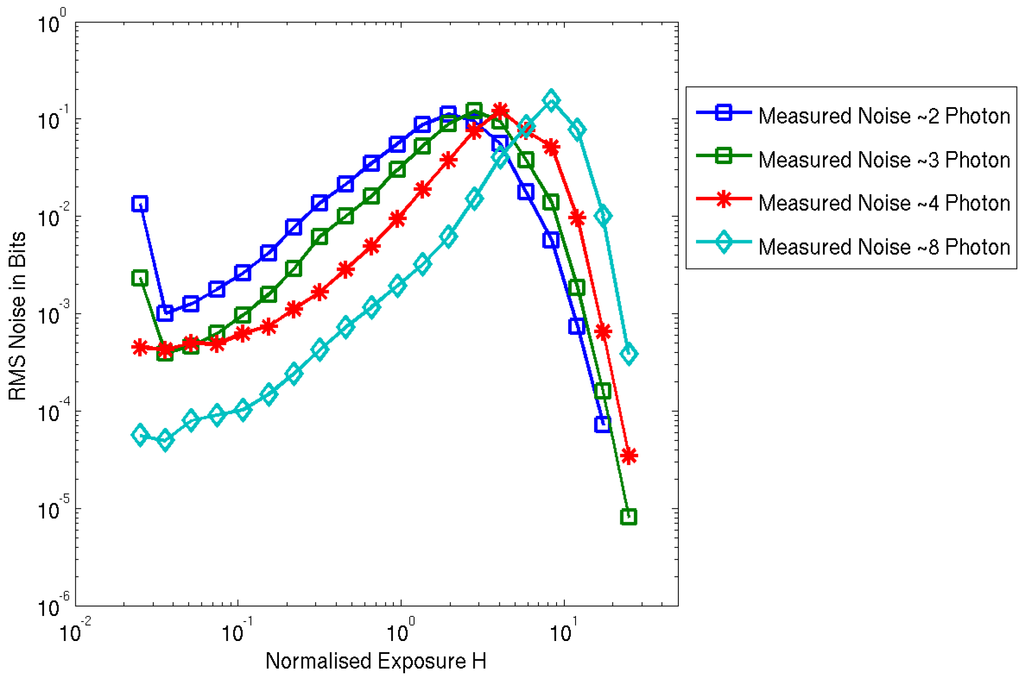 10^0
10^-1
10^-2
10^-3
10^-4
10^-5
10^-6
RMS Noise in Bits
10^-2
10^-1
10^0
10^1
Normalised Exposure H
Measured Noise ~2 Photon
Measured Noise ~3 Photon
Measured Noise ~4 Photon
Measured Noise ~8 Photon